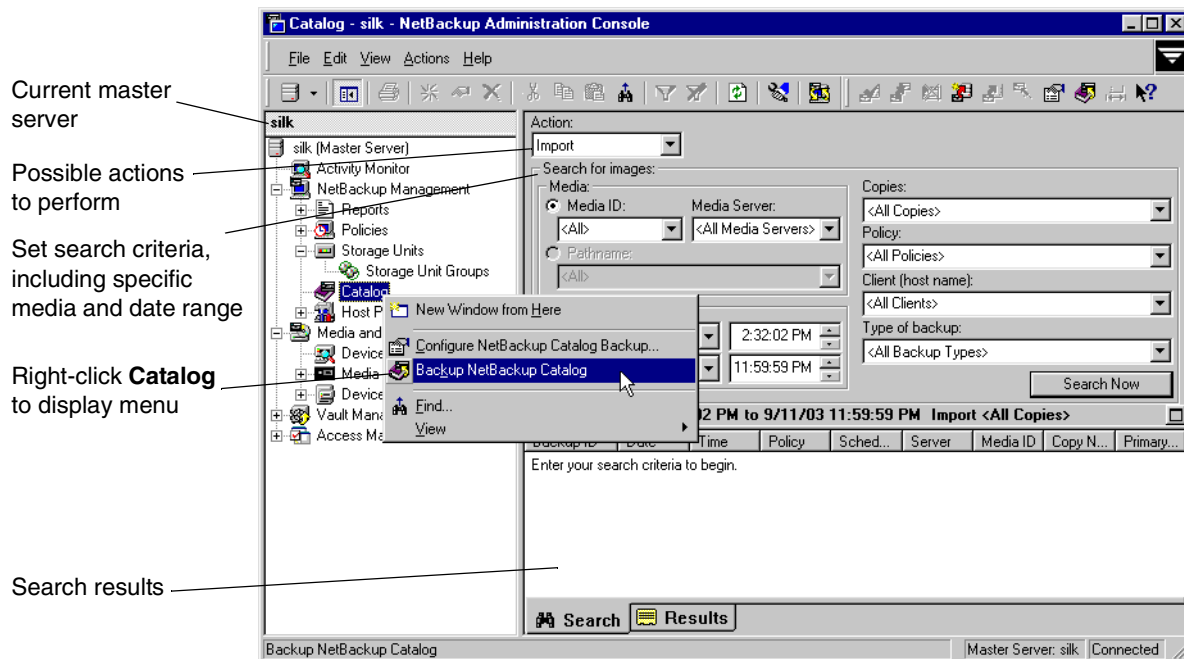 Catalog - silk - NetBackup Administration Console
File Edit View Actions Help
Current master
server
Possible actions
to perform
Set search criteria,
including specific
media and date range
Right-click Catalog
to display menu
Search results
silk
silk (Master Server)
Activity Monitor
NetBackup Management
Reports
Policies
Storage Units
Storage Unit Groups
Catalog
Host P
Media and
Device
Media
Device
Vault Mana
Access Ma
New Window from Here
Configure NetBackup Catalog Backup...
Backup NetBackup Catalog
Find...
View
Action:
Import
Search for images:
Media:
Media ID:
Media Server:
<All>
<All Media Servers>
Pathname:
<All>
2:32:02 PM
11:59:59 PM
Copies:
<All Copies>
Policy:
<All Policies>
Client (host name):
<All Clients>
Type of backup:
<All Backup Types>
Search Now
02 PM to 9/11/03 11:59:59 PM Import <All Copies>
Backup ID Date Time Policy Sched... Server Media ID Copy N... Primary...
Enter your search criteria to begin.
Search Results
Backup NetBackup Catalog
Master Server: silk Connected